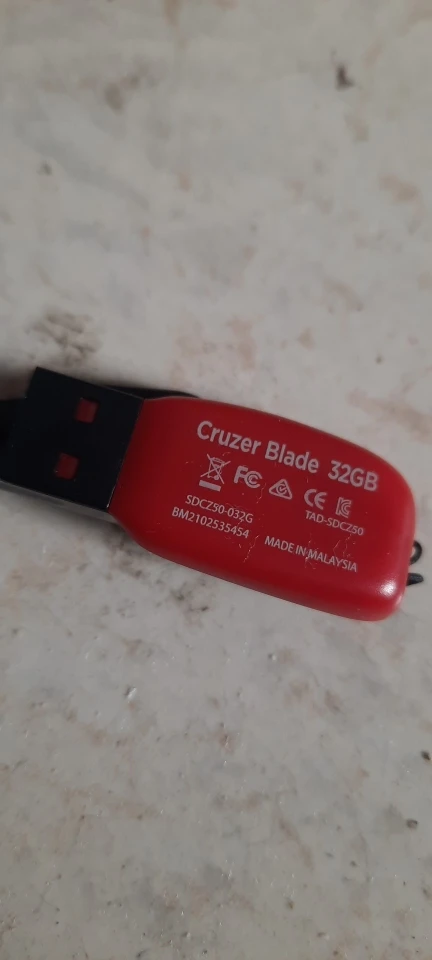 Cruzer Blade 32GB
FC CE
TAD-SDCZ50
SDCZ50-032G
BM2102535454
MADE IN MALAYSIA